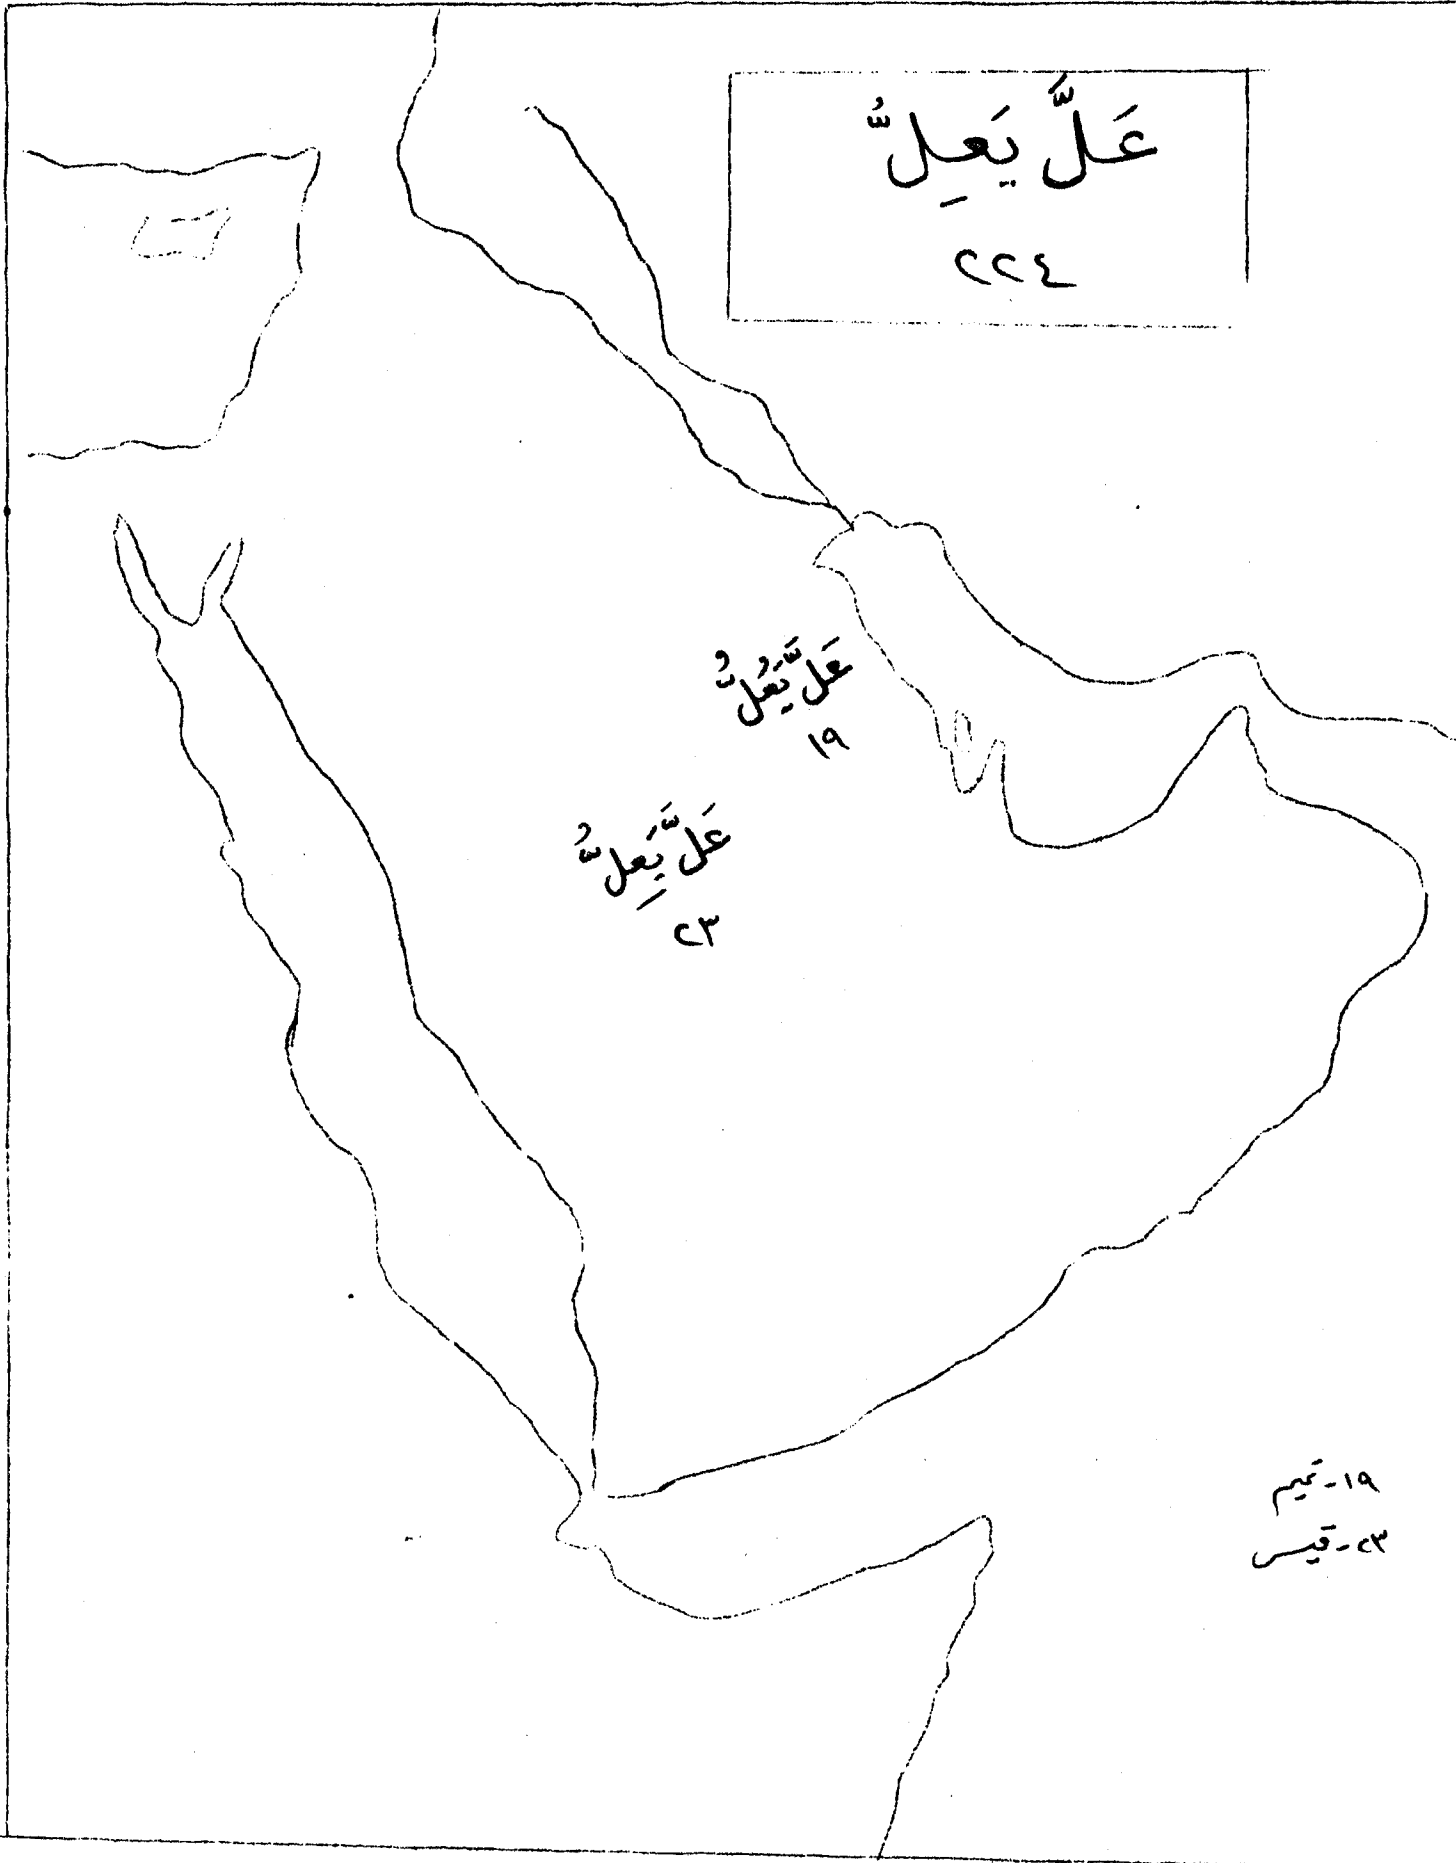 عَلَّ يَعِلُّ
٢٢٤
عَلَّ يَعُلُّ
١٩
عَلَّ يَعِلُّ
٢٣
١٩- تميم
٢٣- قيس